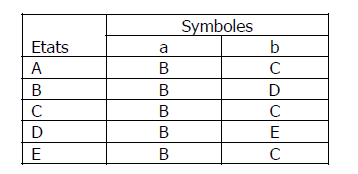 Symboles
Etats a b
A B C
B B D
C B C
D B E
E B C